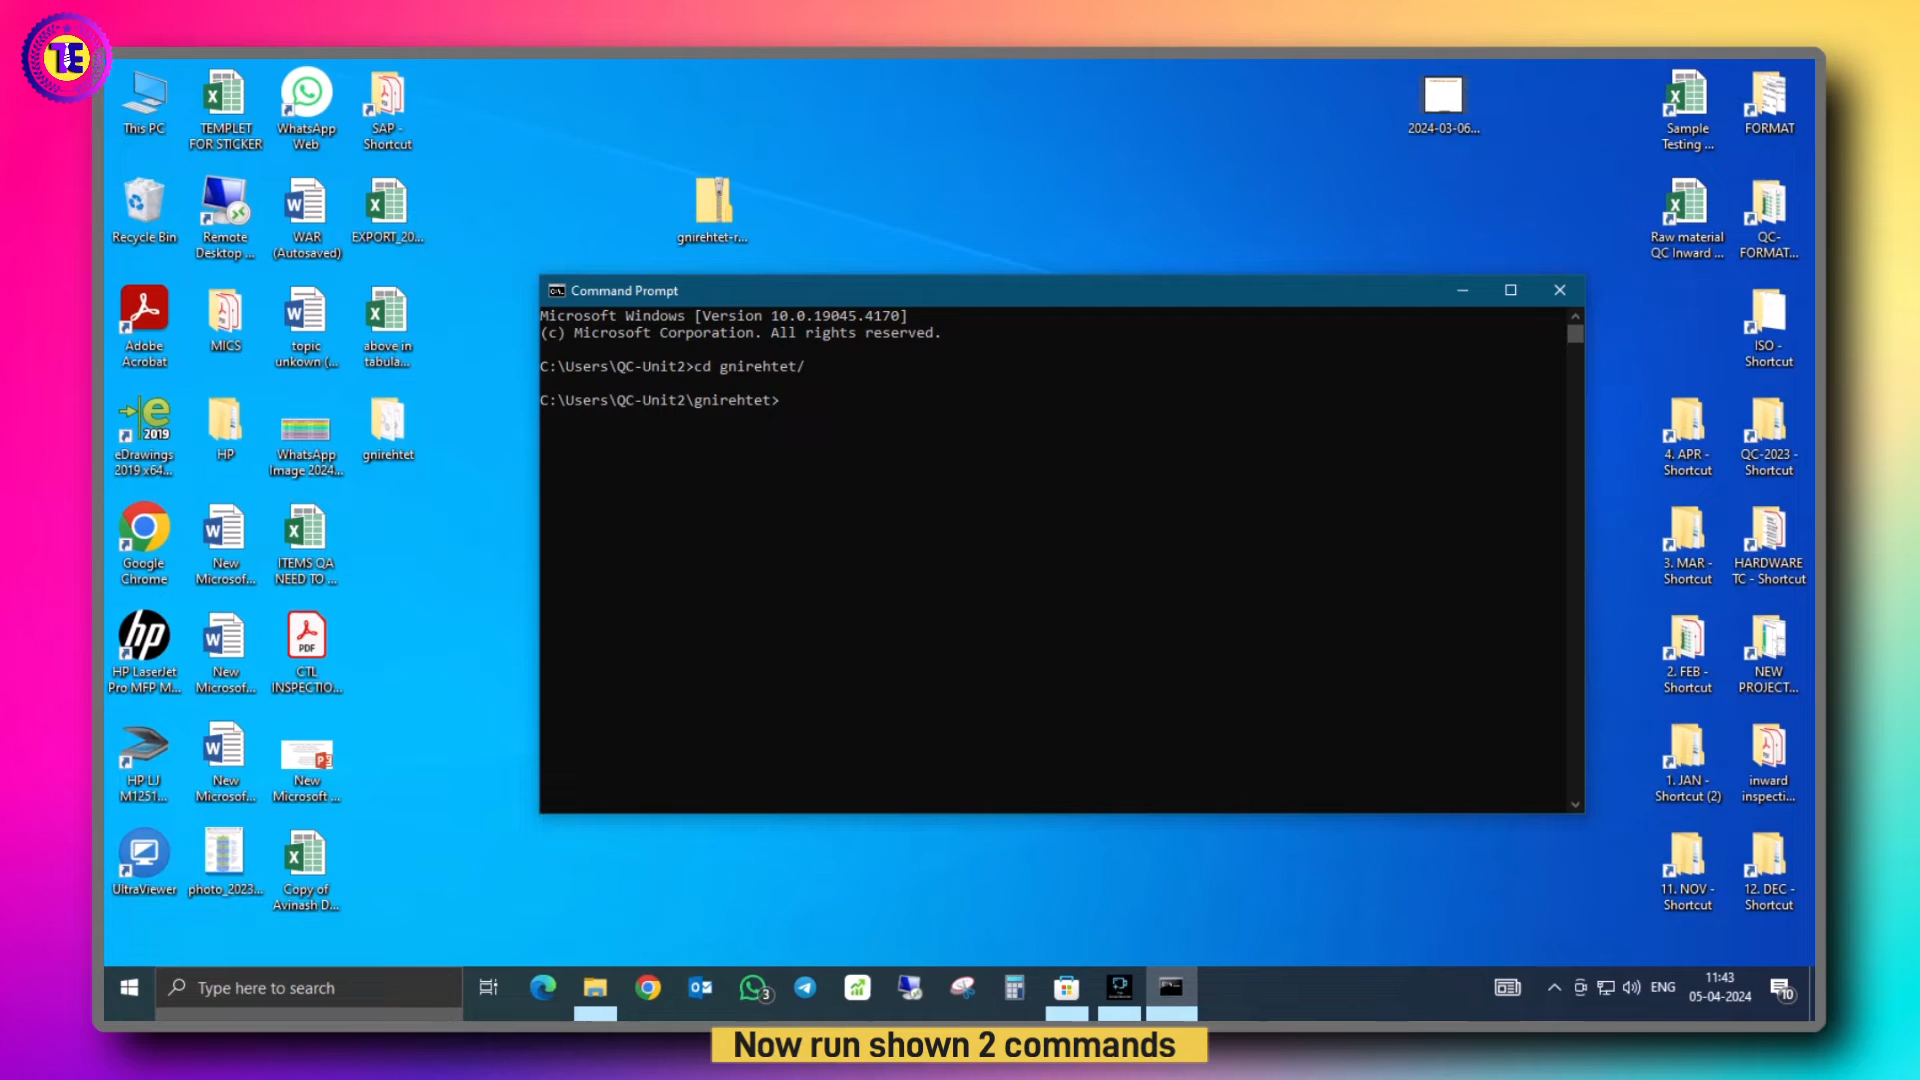 TE
This PC
TEMPLET
FOR STICKER
WhatsApp
Web
SAP -
Shortcut
2024-03-06...
Sample
Testing ...
FORMAT
Recycle Bin
Remote
Desktop ...
WAR
(Autosaved)
EXPORT_20...
gnirehtet-r...
Raw material
QC Inward ...
QC-
FORMAT...
Adobe
Acrobat
MICS
topic
unkown (...
above in
tabula...
ISO -
Shortcut
Command Prompt
Microsoft Windows [Version 10.0.19045.4170]
(c) Microsoft Corporation. All rights reserved.
C:\Users\QC-Unit2>cd gnirehtet/
C:\Users\QC-Unit2\gnirehtet>
2019
eDrawings
2019 x64...
HP
WhatsApp
Image 2024...
gnirehtet
4. APR -
Shortcut
QC-2023 -
Shortcut
Google
Chrome
New
Microsof...
ITEMS QA
NEED TO ...
3. MAR -
Shortcut
HARDWARE
TC - Shortcut
hp
PDF
HP LaserJet
Pro MFP M...
New
Microsof...
CTL
INSPECTIO...
2. FEB -
Shortcut
NEW
PROJECT...
HP LJ
M1251...
New
Microsof...
New
Microsoft ...
1. JAN -
Shortcut (2)
inward
inspecti...
UltraViewer
photo_2023...
Copy of
Avinash D...
11. NOV -
Shortcut
12. DEC -
Shortcut
Type here to search
3
ENG
11:43
05-04-2024
10
Now run shown 2 commands